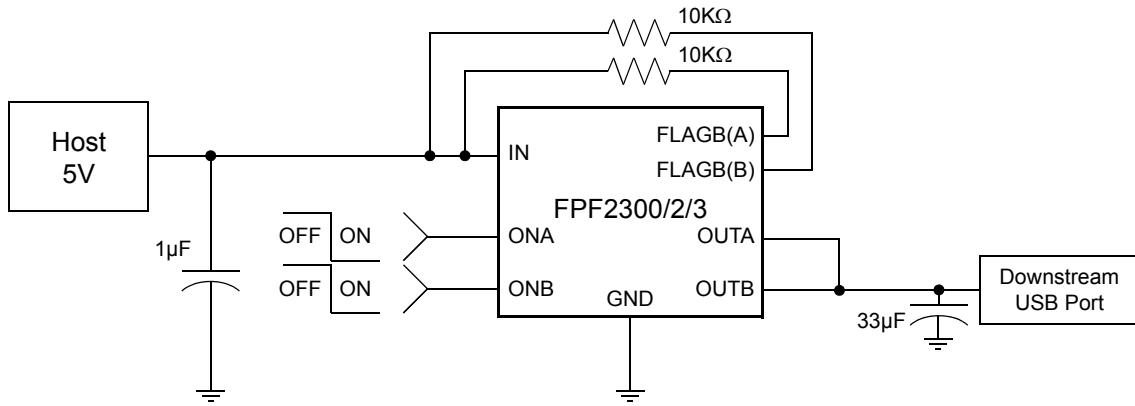 10KΩ
10KΩ
Host
5V
IN
FLAGB(A)
FLAGB(B)
FPF2300/2/3
1µF
OFF ON
ONA
OUTA
OFF ON
ONB
GND
OUTB
33µF
Downstream
USB Port